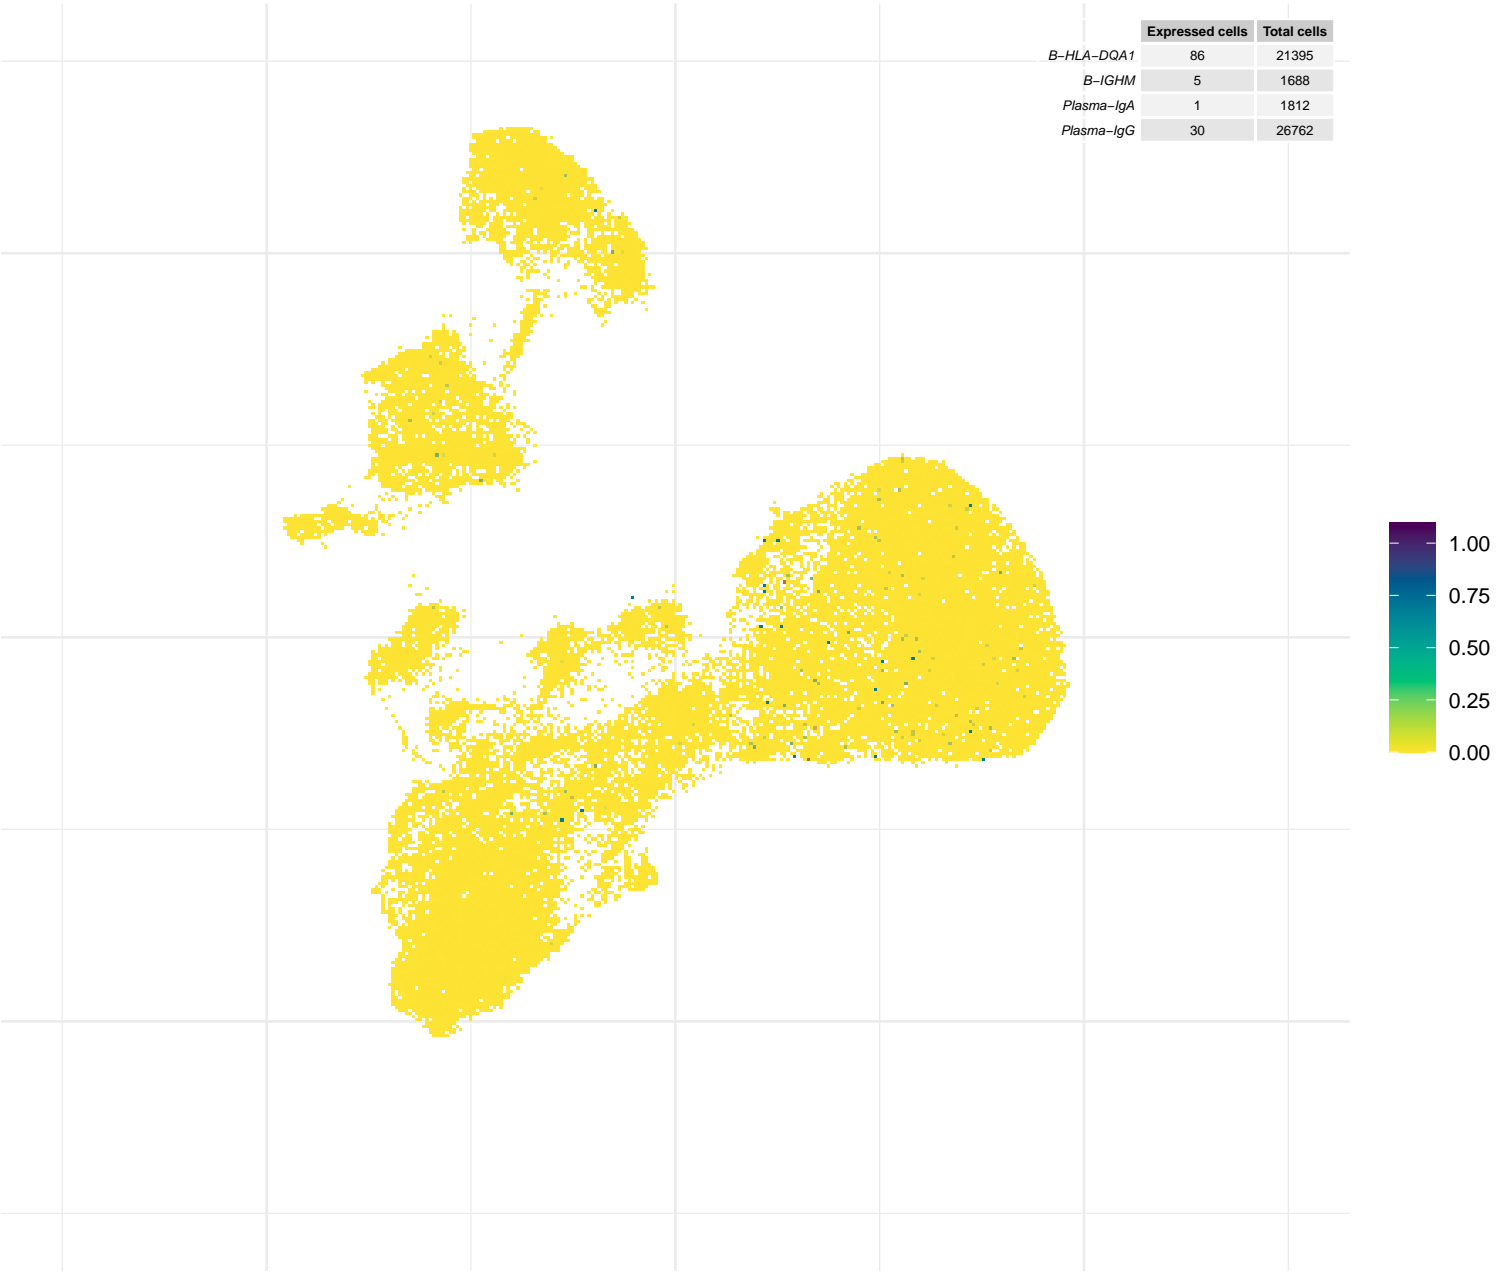 Expressed cells Total cells
B-HLA-DQA1 86 21395
B-IGHM 5 1688
Plasma-IgA 1 1812
Plasma-IgG 30 26762
1.00
0.75
0.50
0.25
0.00